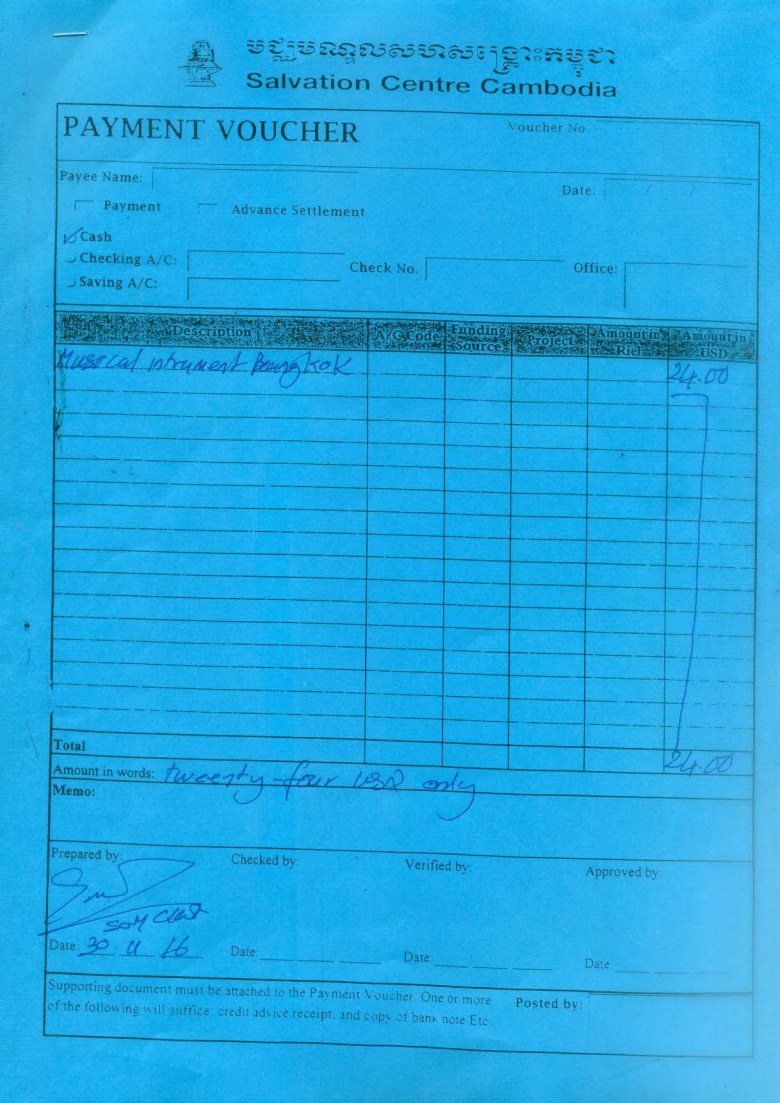 មជ្ឈមណ្ឌលសហសង្គ្រោះកម្ពុជា
Salvation Centre Cambodia
PAYMENT VOUCHER
Voucher No.
Payee Name:
Date: / /
Payment Advance Settlement
Cash
Checking A/C: Check No. Office:
Saving A/C:
Description A/C Code Funding Source Project Amount in Riel Amount in USD
Musical intrument 24.00
Total 24.00
Amount in words: tweenty four USD only
Memo:
Prepared by: Checked by: Verified by: Approved by:
SOM
Date: 30 11 16 Date: Date: Date:
Supporting document must be attached to the Payment Voucher. One or more
of the following will suffice, credit advice,receipt, and copy of bank note Etc.
Posted by: